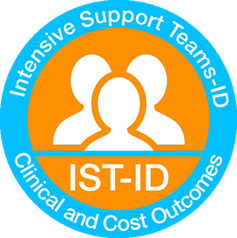 Intensive Support Teams-ID
IST-ID
Clinical and Cost Outcomes